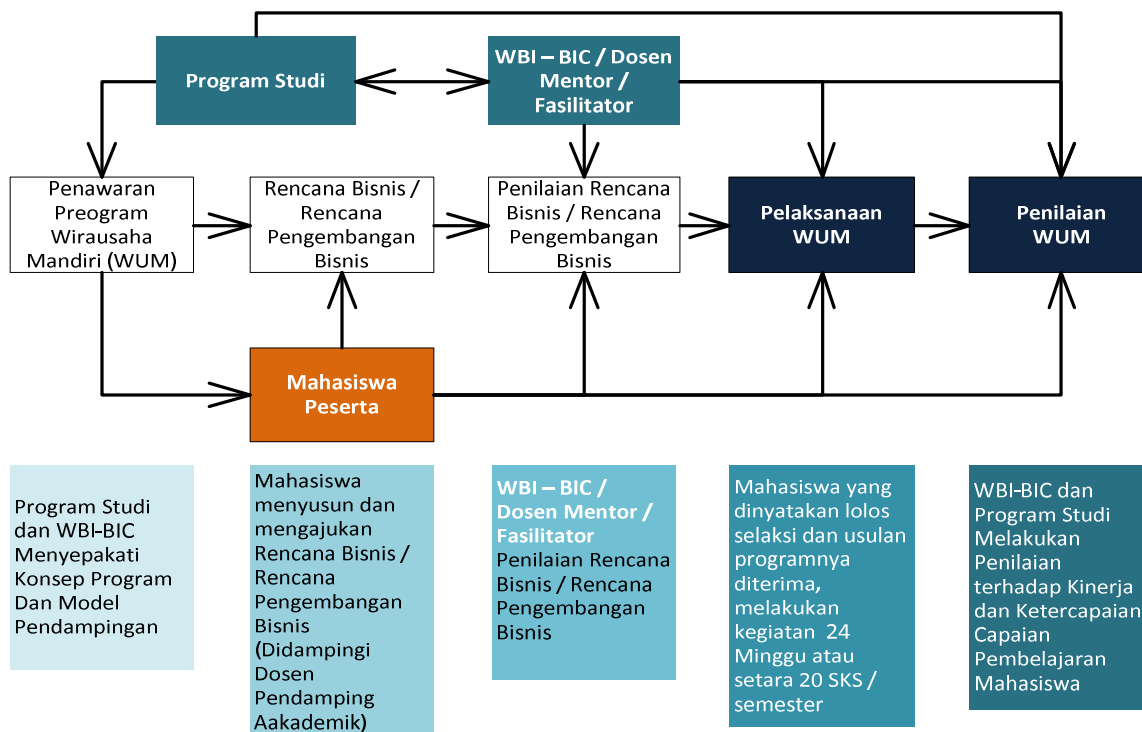 Program Studi
WBI – BIC / Dosen
Mentor /
Fasilitator
Penawaran
Preogram
Wirausaha
Mandiri (WUM)
Rencana Bisnis /
Rencana
Pengembangan
Bisnis
Penilaian Rencana
Bisnis / Rencana
Pengembangan
Bisnis
Pelaksanaan
WUM
Penilaian
WUM
Mahasiswa
Peserta
Program Studi
dan WBI-BIC
Menyepakati
Konsep Program
Dan Model
Pendampingan
Mahasiswa
menyusun dan
mengajukan
Rencana Bisnis /
Rencana
Pengembangan
Bisnis
(Didampingi
Dosen
Pendamping
Aakademik)
WBI – BIC /
Dosen Mentor /
Fasilitator
Penilaian Rencana
Bisnis / Rencana
Pengembangan
Bisnis
Mahasiswa yang
dinyatakan lolos
selaksi dan usulan
programnya
diterima,
melakukan
kegiatan  24
Minggu atau
setara 20 SKS /
semester
WBI-BIC dan
Program Studi
Melakukan
Penilaian
terhadap Kinerja
dan Ketercapaian
Capaian
Pembelajaran
Mahasiswa